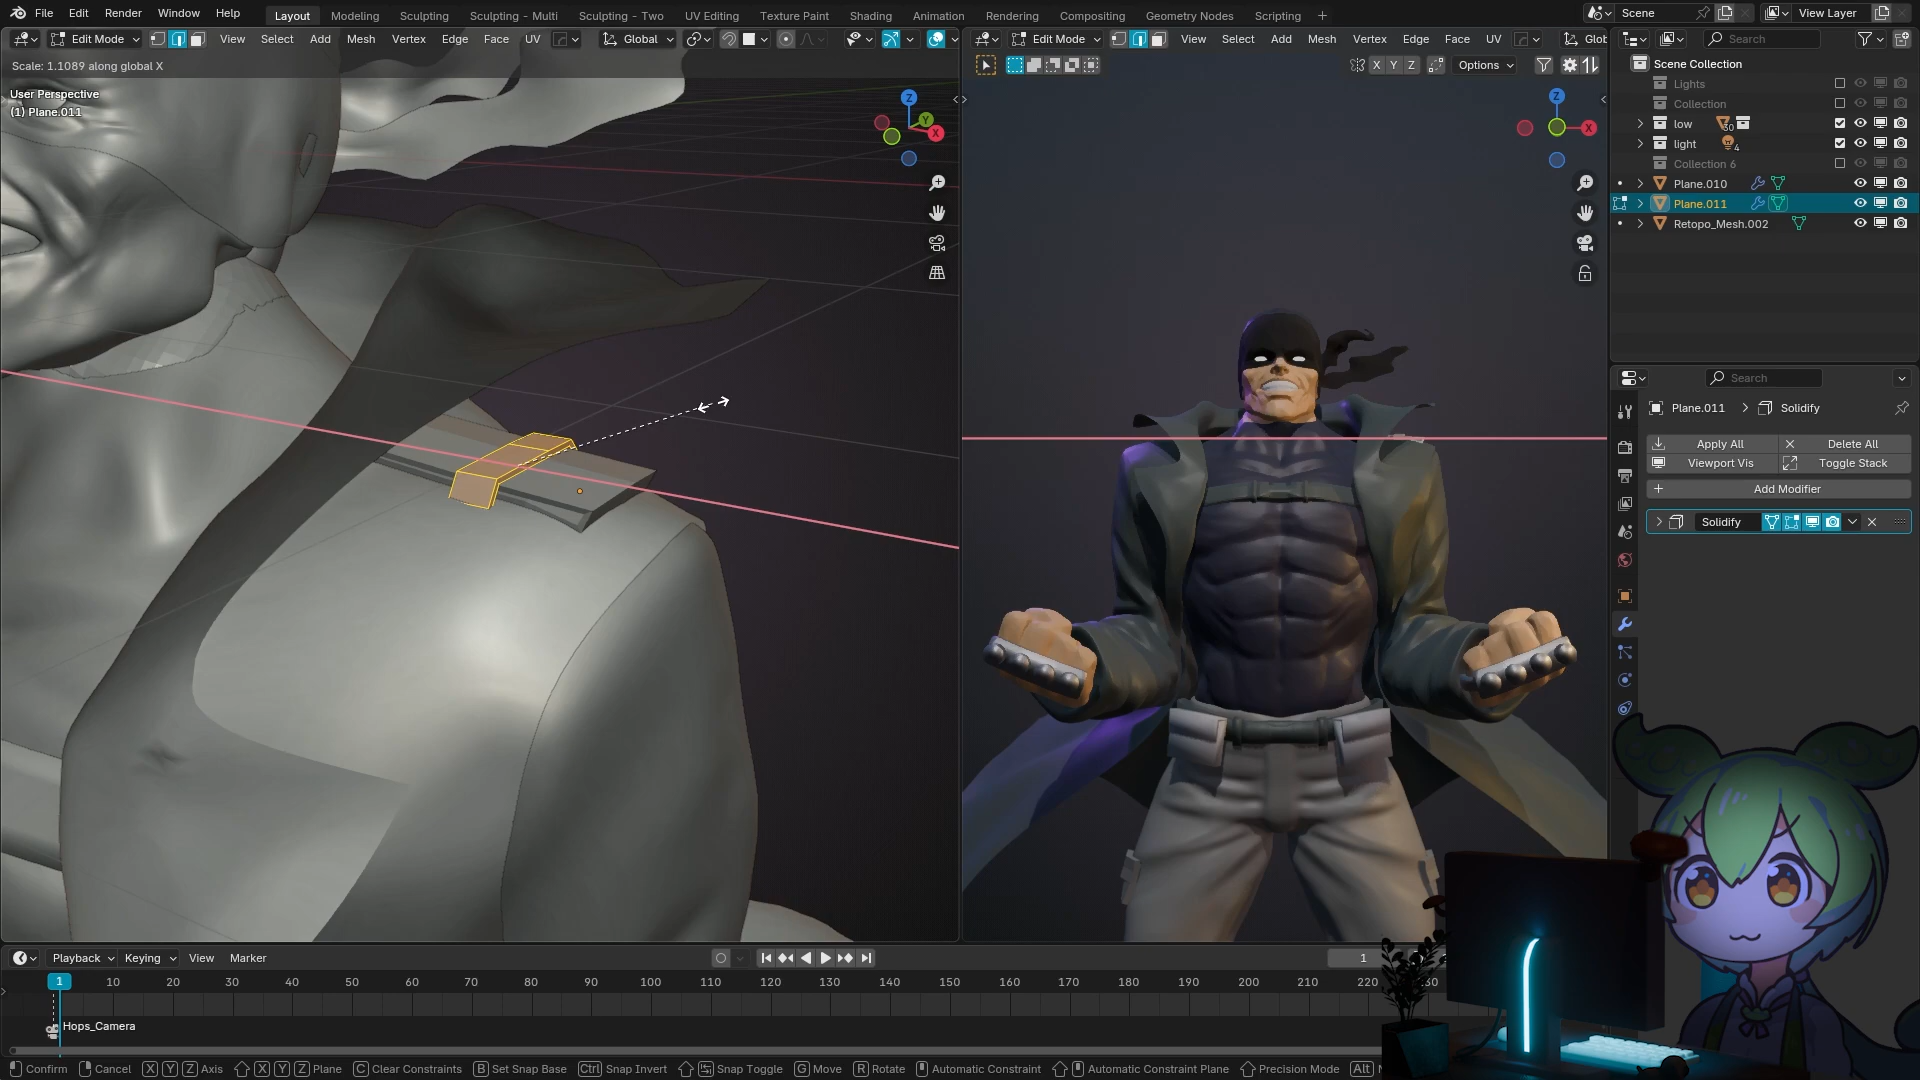 File Edit Render Window Help Layout Modeling Sculpting Sculpting - Multi Sculpting - Two UV Editing Texture Paint Shading Animation Rendering Compositing Geometry Nodes Scripting + Scene View Layer
Edit Mode View Select Add Mesh Vertex Edge Face UV Global
Edit Mode View Select Add Mesh Vertex Edge Face UV Glob
Search
Scale: 1.1089 along global X
X Y Z Options
User Perspective
(1) Plane.011
Z
Y
X
Z
X
Scene Collection
Lights
Collection
low 30
light 4
Collection 6
Plane.010
Plane.011
Retopo_Mesh.002
Search
Plane.011 > Solidify
Apply All Delete All
Viewport Vis Toggle Stack
Add Modifier
Solidify
Playback Keying View Marker 1
1 10 20 30 40 50 60 70 80 90 100 110 120 130 140 150 160 170 180 190 200 210 220 230
Hops_Camera
Confirm Cancel X Y Z Axis X Y Z Plane C Clear Constraints B Set Snap Base Ctrl Snap Invert Snap Toggle G Move R Rotate Automatic Constraint Automatic Constraint Plane Precision Mode Alt